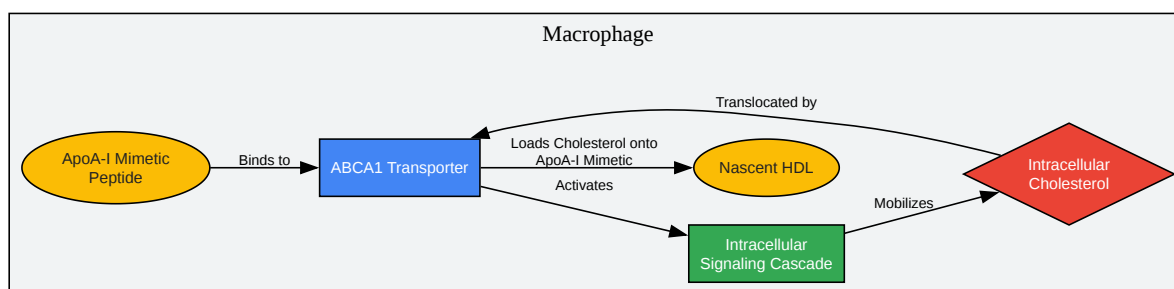 Macrophage
Translocated by
ApoA-I Mimetic
Peptide
Binds to
ABCA1 Transporter
Loads Cholesterol onto
ApoA-I Mimetic
Nascent HDL
Intracellular
Cholesterol
Activates
Mobilizes
Intracellular
Signaling Cascade